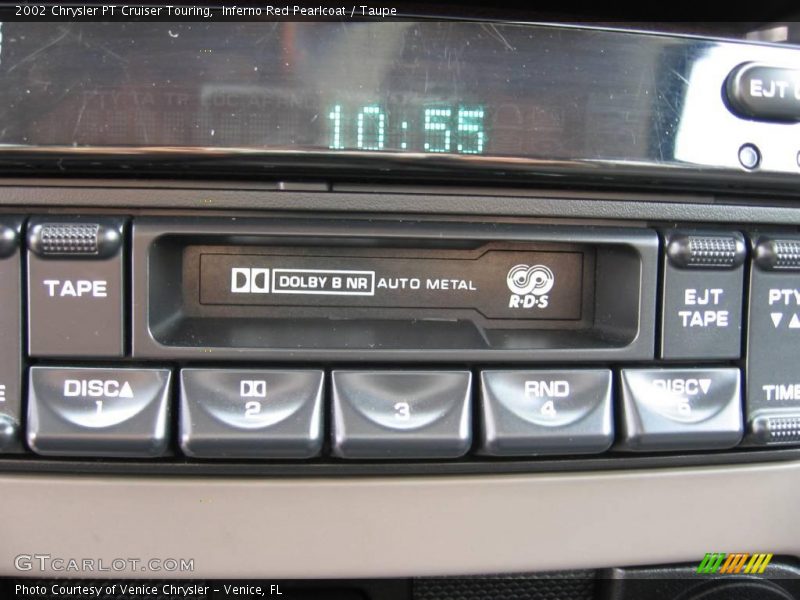 2002 Chrysler PT Cruiser Touring,  Inferno Red Pearlcoat / Taupe
10:55
EJT
TAPE
DOLBY B NR AUTO METAL
R·D·S
EJT
TAPE
PTY
▼▲
TIME
DISC▲
1
2
3
RND
4
DISC▼
5
E
GTCARLOT.COM
Photo Courtesy of Venice Chrysler - Venice, FL